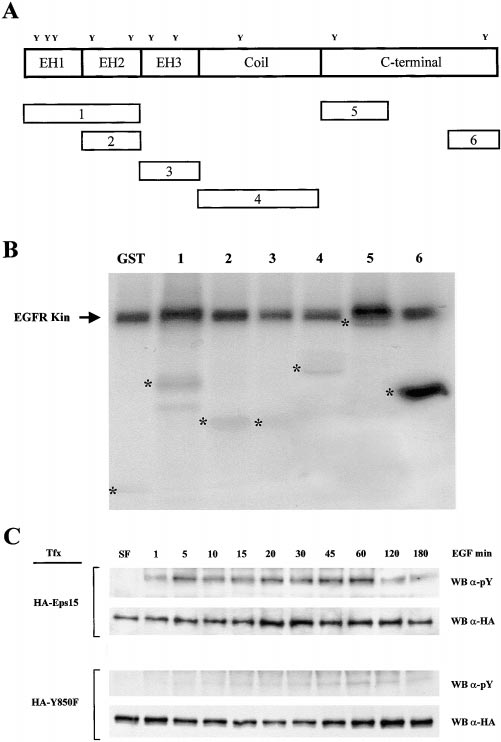 A
Y Y Y Y Y Y Y Y Y Y
EH1 EH2 EH3 Coil C-terminal
1 5
2 6
3
4
B
GST 1 2 3 4 5 6
EGFR Kin
*
*
* *
*
*
*
C
Tfx SF 1 5 10 15 20 30 45 60 120 180 EGF min
HA-Eps15
WB α-pY
WB α-HA
HA-Y850F
WB α-pY
WB α-HA